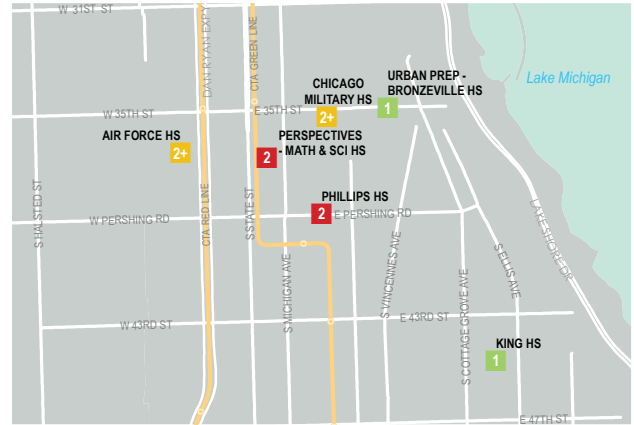 W 31ST ST
DAN RYAN EXPY
CTA GREEN LINE
CHICAGO
MILITARY HS
2+
URBAN PREP -
BRONZEVILLE HS
1
Lake Michigan
W 35TH ST
E 35TH ST
AIR FORCE HS
2+
PERSPECTIVES
- MATH & SCI HS
2
S HALSTED ST
CTA RED LINE
S STATE ST
PHILLIPS HS
2
W PERSHING RD
E PERSHING RD
LAKE SHORE DR
S MICHIGAN AVE
S VINCENNES AVE
S COTTAGE GROVE AVE
S ELLIS AVE
W 43RD ST
E 43RD ST
KING HS
1
E 47TH ST